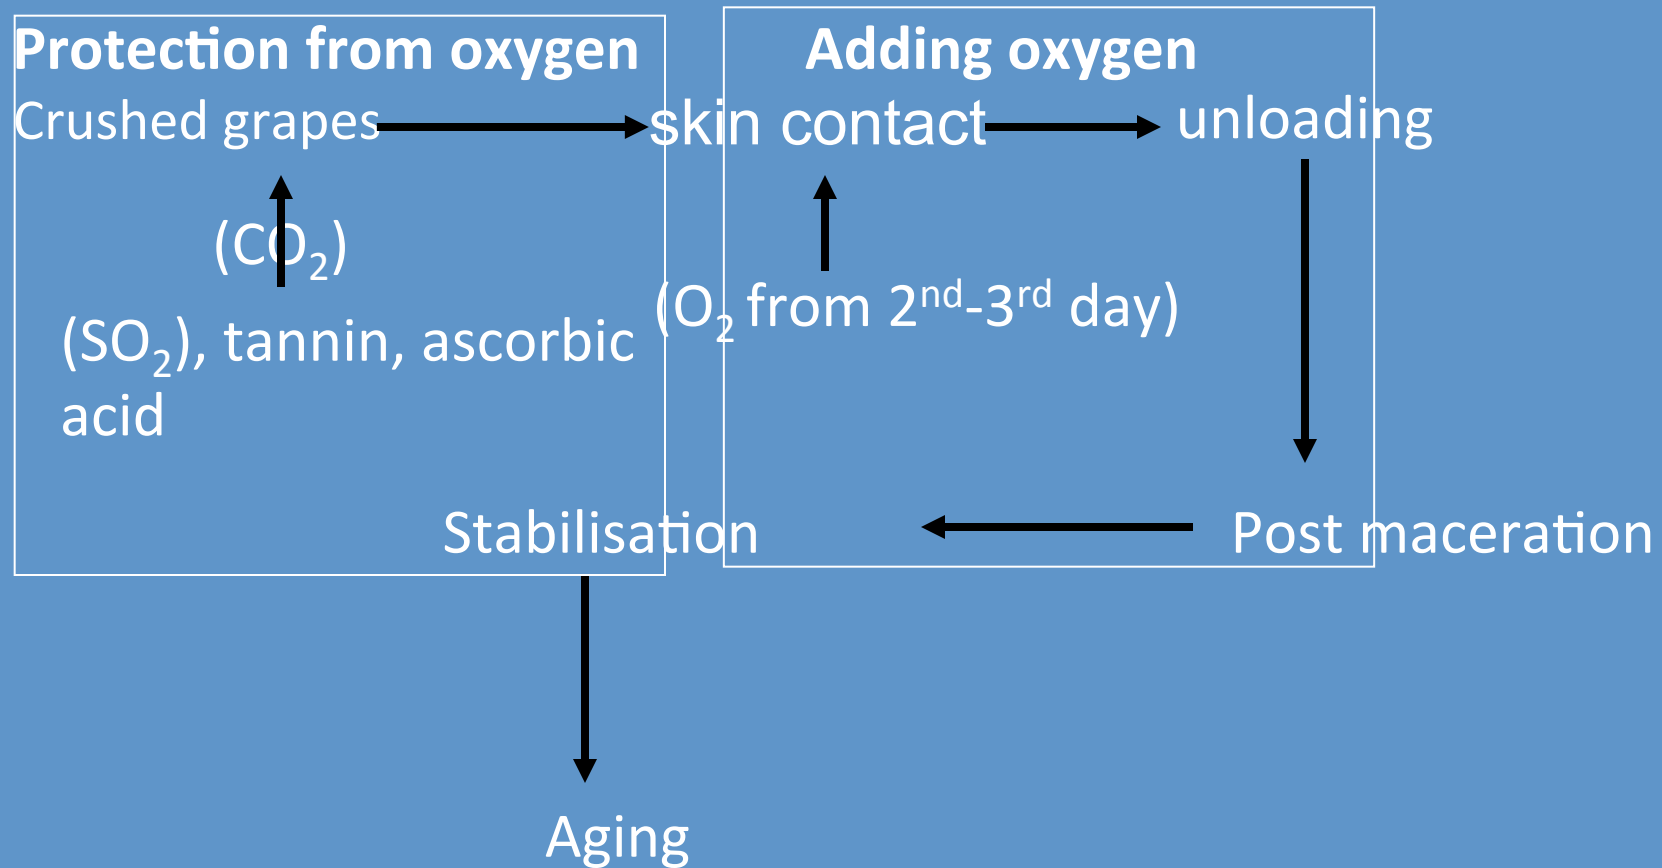 Protection from oxygen
Adding oxygen
Crushed grapes
skin contact
unloading
(CO₂)
(O₂ from 2ⁿᵈ-3ʳᵈ day)
(SO₂), tannin, ascorbic
acid
Stabilisation
Post maceration
Aging